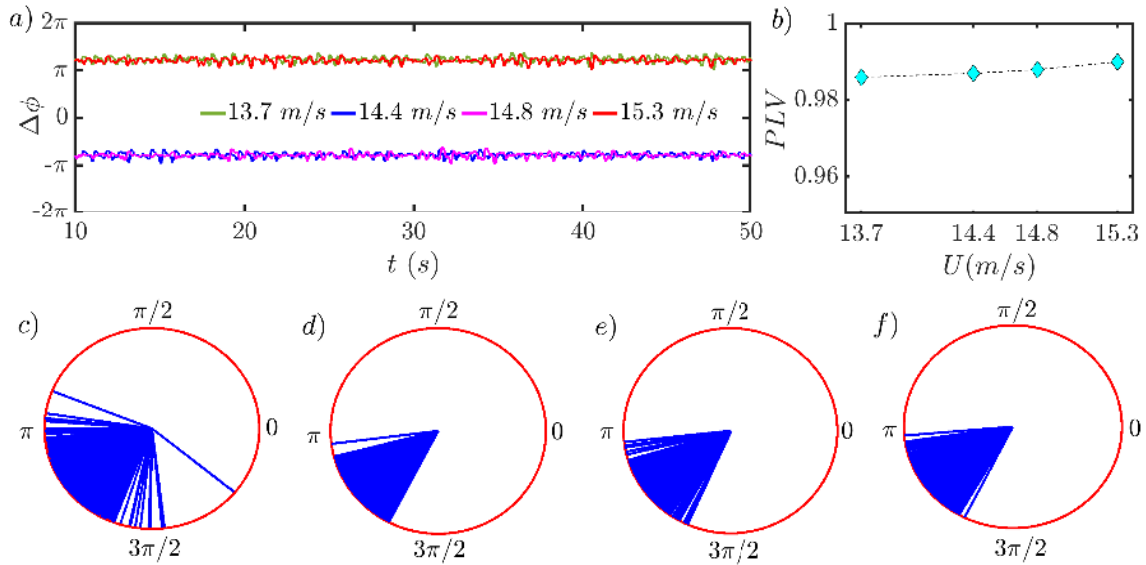 a)
2π
π
0
-π
-2π
Δϕ
13.7 m/s 14.4 m/s 14.8 m/s 15.3 m/s
10 20 30 40 50
t (s)
b)
1
0.98
0.96
PLV
13.7 14.4 14.8 15.3
U(m/s)
c)
π/2
π
0
3π/2
d)
π/2
π
0
3π/2
e)
π/2
π
0
3π/2
f)
π/2
π
0
3π/2